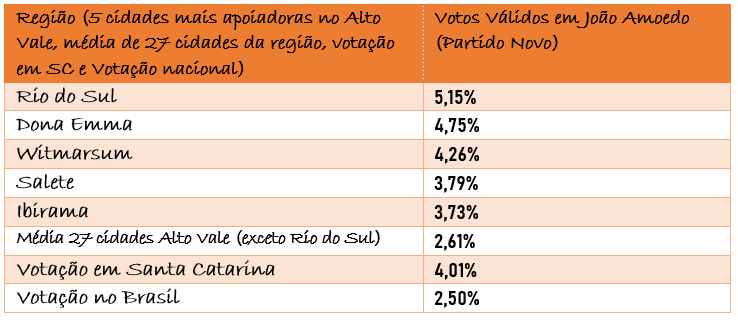 Região (5 cidades mais apoiadoras no Alto
Vale, média de 27 cidades da região, Votação
em SC e Votação nacional)
Votos Válidos em João Amoedo
(Partido Novo)
Rio do Sul 5,15%
Dona Emma 4,75%
Witmarsum 4,26%
Salete 3,79%
Ibirama 3,73%
Média 27 cidades Alto Vale (exceto Rio do Sul) 2,61%
Votação em Santa Catarina 4,01%
Votação no Brasil 2,50%